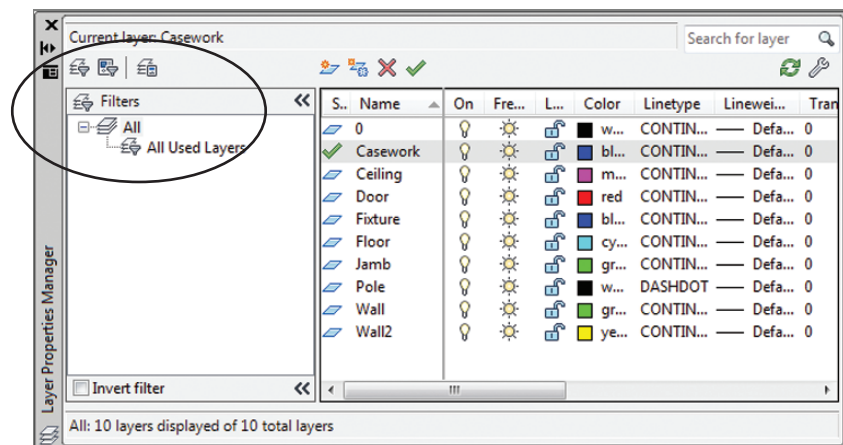 Current layer: Casework
Search for layer
Filters
All
All Used Layers
Invert filter
S.. Name On Fre... L... Color Linetype Linewei... Tran
0 w... CONTIN... Defa... 0
Casework bl... CONTIN... Defa... 0
Ceiling m... CONTIN... Defa... 0
Door red CONTIN... Defa... 0
Fixture bl... CONTIN... Defa... 0
Floor cy... CONTIN... Defa... 0
Jamb gr... CONTIN... Defa... 0
Pole w... DASHDOT Defa... 0
Wall gr... CONTIN... Defa... 0
Wall2 ye... CONTIN... Defa... 0
Layer Properties Manager
All: 10 layers displayed of 10 total layers